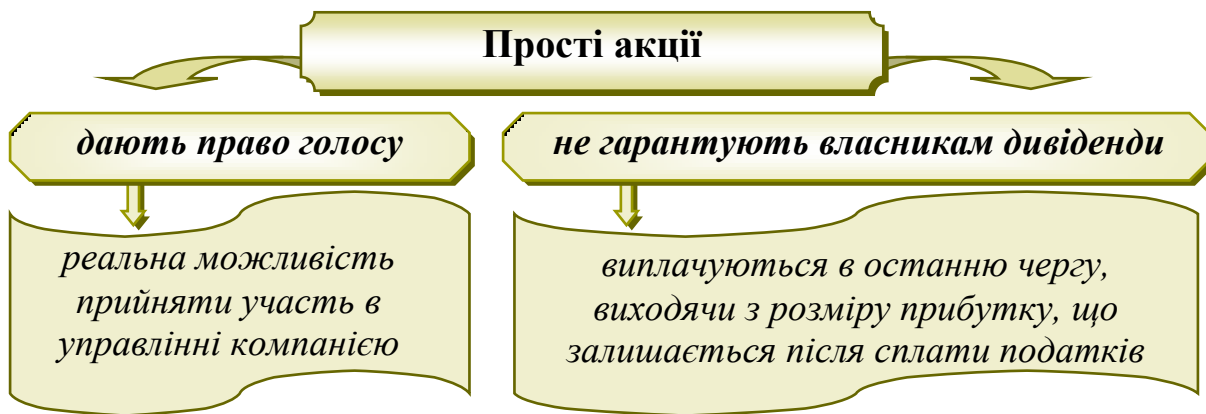 Прості акції
дають право голосу
не гарантують власникам дивіденди
реальна можливість
прийняти участь в
управлінні компанією
виплачуються в останню чергу,
виходячи з розміру прибутку, що
залишається після сплати податків